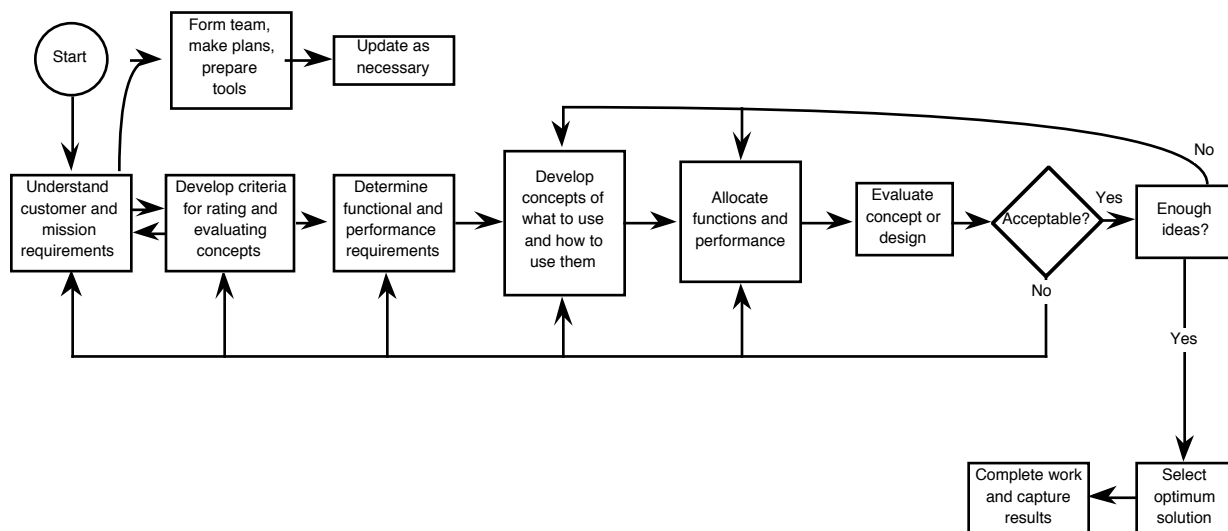 Start
Form team,
make plans,
prepare
tools
Update as
necessary
Understand
customer and
mission
requirements
Develop criteria
for rating and
evaluating
concepts
Determine
functional and
performance
requirements
Develop
concepts of
what to use
and how to
use them
Allocate
functions and
performance
Evaluate
concept or
design
Acceptable?
Yes
No
Enough
ideas?
No
Yes
Select
optimum
solution
Complete work
and capture
results